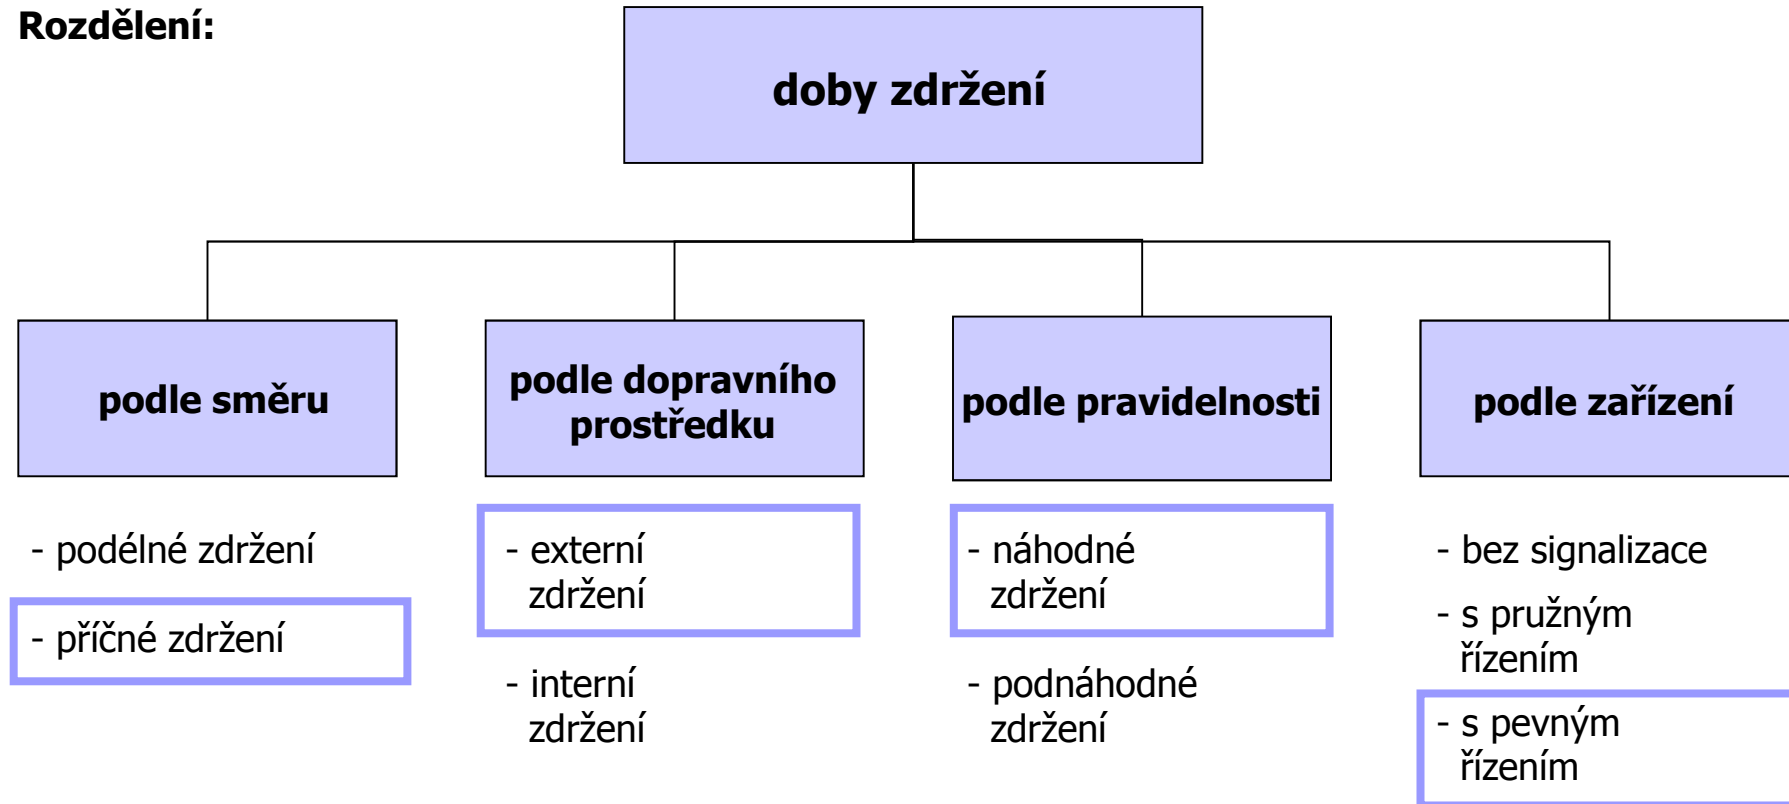 Rozdělení:
doby zdržení
podle směru
podle dopravního
prostředku
podle pravidelnosti
podle zařízení
- podélné zdržení
- příčné zdržení
- externí
zdržení
- interní
zdržení
- náhodné
zdržení
- podnáhodné
zdržení
- bez signalizace
- s pružným
řízením
- s pevným
řízením